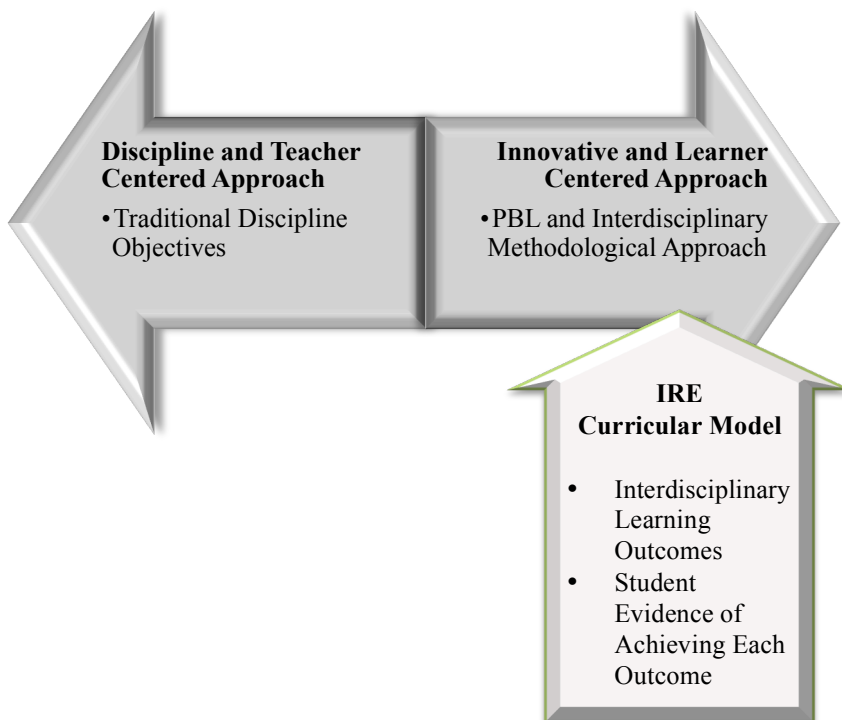 Discipline and Teacher
Centered Approach
•Traditional Discipline
Objectives
Innovative and Learner
Centered Approach
•PBL and Interdisciplinary
Methodological Approach
IRE
Curricular Model
• Interdisciplinary
Learning
Outcomes
• Student
Evidence of
Achieving Each
Outcome